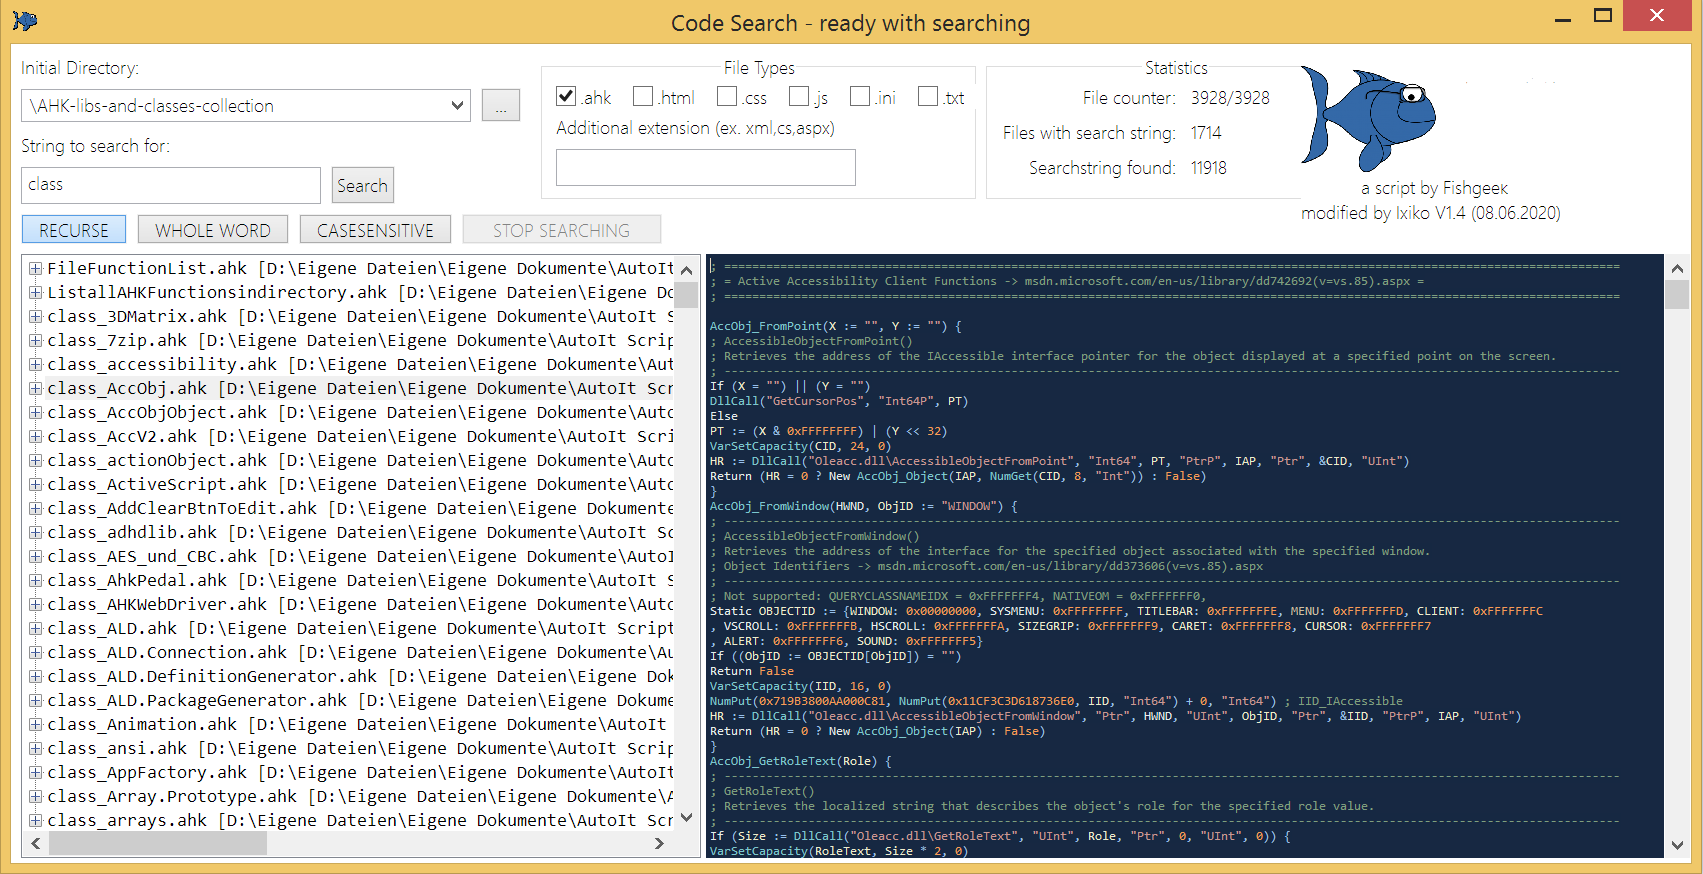 Code Search - ready with searching
Initial Directory:
\AHK-libs-and-classes-collection
...
String to search for:
class
Search
RECURSE
WHOLE WORD
CASESENSITIVE
STOP SEARCHING
File Types
.ahk
.html
.css
.js
.ini
.txt
Additional extension (ex. xml,cs,aspx)
Statistics
File counter: 3928/3928
Files with search string: 1714
Searchstring found: 11918
a script by Fishgeek
modified by Ixiko V1.4 (08.06.2020)
FileFunctionList.ahk [D:\Eigene Dateien\Eigene Dokumente\AutoIt
ListallAHKFunctionsindirectory.ahk [D:\Eigene Dateien\Eigene Do
class_3DMatrix.ahk [D:\Eigene Dateien\Eigene Dokumente\AutoIt S
class_7zip.ahk [D:\Eigene Dateien\Eigene Dokumente\AutoIt Scrip
class_accessibility.ahk [D:\Eigene Dateien\Eigene Dokumente\Aut
class_AccObj.ahk [D:\Eigene Dateien\Eigene Dokumente\AutoIt Scr
class_AccObjObject.ahk [D:\Eigene Dateien\Eigene Dokumente\Auto
class_AccV2.ahk [D:\Eigene Dateien\Eigene Dokumente\AutoIt Scri
class_actionObject.ahk [D:\Eigene Dateien\Eigene Dokumente\Auto
class_ActiveScript.ahk [D:\Eigene Dateien\Eigene Dokumente\Auto
class_AddClearBtnToEdit.ahk [D:\Eigene Dateien\Eigene Dokumente
class_adhdlib.ahk [D:\Eigene Dateien\Eigene Dokumente\AutoIt Sc
class_AES_und_CBC.ahk [D:\Eigene Dateien\Eigene Dokumente\AutoI
class_AhkPedal.ahk [D:\Eigene Dateien\Eigene Dokumente\AutoIt S
class_AHKWebDriver.ahk [D:\Eigene Dateien\Eigene Dokumente\Auto
class_ALD.ahk [D:\Eigene Dateien\Eigene Dokumente\AutoIt Script
class_ALD.Connection.ahk [D:\Eigene Dateien\Eigene Dokumente\Au
class_ALD.DefinitionGenerator.ahk [D:\Eigene Dateien\Eigene Dok
class_ALD.PackageGenerator.ahk [D:\Eigene Dateien\Eigene Dokume
class_Animation.ahk [D:\Eigene Dateien\Eigene Dokumente\AutoIt
class_ansi.ahk [D:\Eigene Dateien\Eigene Dokumente\AutoIt Scrip
class_AppFactory.ahk [D:\Eigene Dateien\Eigene Dokumente\AutoIt
class_Array.Prototype.ahk [D:\Eigene Dateien\Eigene Dokumente\A
class_arrays.ahk [D:\Eigene Dateien\Eigene Dokumente\AutoIt Scr
; ==================================================================================================================================
; = Active Accessibility Client Functions -> msdn.microsoft.com/en-us/library/dd742692(v=vs.85).aspx =
; ==================================================================================================================================
AccObj_FromPoint(X := "", Y := "") {
; AccessibleObjectFromPoint()
; Retrieves the address of the IAccessible interface pointer for the object displayed at a specified point on the screen.
; ----------------------------------------------------------------------------------------------------------------------------------
If (X = "") || (Y = "")
DllCall("GetCursorPos", "Int64P", PT)
Else
PT := (X & 0xFFFFFFFF) | (Y << 32)
VarSetCapacity(CID, 24, 0)
HR := DllCall("Oleacc.dll\AccessibleObjectFromPoint", "Int64", PT, "PtrP", IAP, "Ptr", &CID, "UInt")
Return (HR = 0 ? New AccObj_Object(IAP, NumGet(CID, 8, "Int")) : False)
}
AccObj_FromWindow(HWND, ObjID := "WINDOW") {
; ----------------------------------------------------------------------------------------------------------------------------------
; AccessibleObjectFromWindow()
; Retrieves the address of the interface for the specified object associated with the specified window.
; Object Identifiers -> msdn.microsoft.com/en-us/library/dd373606(v=vs.85).aspx
; ----------------------------------------------------------------------------------------------------------------------------------
; Not supported: QUERYCLASSNAMEIDX = 0xFFFFFFF4, NATIVEOM = 0xFFFFFFF0,
Static OBJECTID := {WINDOW: 0x00000000, SYSMENU: 0xFFFFFFFF, TITLEBAR: 0xFFFFFFFE, MENU: 0xFFFFFFFD, CLIENT: 0xFFFFFFFC
, VSCROLL: 0xFFFFFFFB, HSCROLL: 0xFFFFFFFA, SIZEGRIP: 0xFFFFFFF9, CARET: 0xFFFFFFF8, CURSOR: 0xFFFFFFF7
, ALERT: 0xFFFFFFF6, SOUND: 0xFFFFFFF5}
If ((ObjID := OBJECTID[ObjID]) = "")
Return False
VarSetCapacity(IID, 16, 0)
NumPut(0x719B3800AA000C81, NumPut(0x11CF3C3D618736E0, IID, "Int64") + 0, "Int64") ; IID_IAccessible
HR := DllCall("Oleacc.dll\AccessibleObjectFromWindow", "Ptr", HWND, "UInt", ObjID, "Ptr", &IID, "PtrP", IAP, "UInt")
Return (HR = 0 ? New AccObj_Object(IAP) : False)
}
AccObj_GetRoleText(Role) {
; ----------------------------------------------------------------------------------------------------------------------------------
; GetRoleText()
; Retrieves the localized string that describes the object's role for the specified role value.
; ----------------------------------------------------------------------------------------------------------------------------------
If (Size := DllCall("Oleacc.dll\GetRoleText", "UInt", Role, "Ptr", 0, "UInt", 0)) {
VarSetCapacity(RoleText, Size * 2, 0)